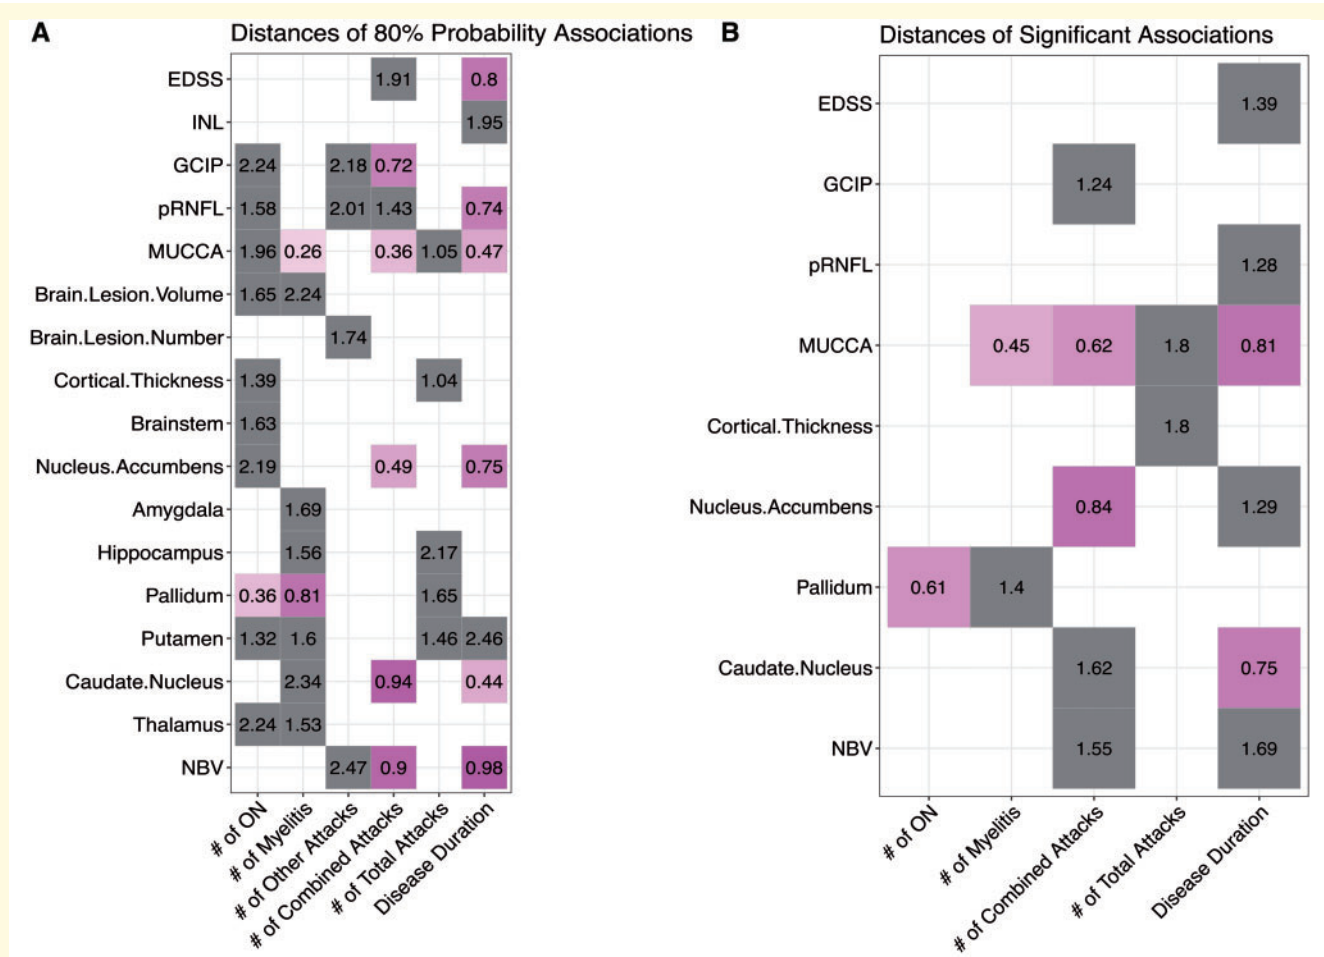 A
Distances of 80% Probability Associations
EDSS 1.91 0.8
INL 1.95
GCIP 2.24 2.18 0.72
pRNFL 1.58 2.01 1.43 0.74
MUCCA 1.96 0.26 0.36 1.05 0.47
Brain.Lesion.Volume 1.65 2.24
Brain.Lesion.Number 1.74
Cortical.Thickness 1.39 1.04
Brainstem 1.63
Nucleus.Accumbens 2.19 0.49 0.75
Amygdala 1.69
Hippocampus 1.56 2.17
Pallidum 0.36 0.81 1.65
Putamen 1.32 1.6 1.46 2.46
Caudate.Nucleus 2.34 0.94 0.44
Thalamus 2.24 1.53
NBV 2.47 0.9 0.98
# of ON
# of Myelitis
# of Other Attacks
# of Combined Attacks
# of Total Attacks
Disease Duration
B
Distances of Significant Associations
EDSS 1.39
GCIP 1.24
pRNFL 1.28
MUCCA 0.45 0.62 1.8 0.81
Cortical.Thickness 1.8
Nucleus.Accumbens 0.84 1.29
Pallidum 0.61 1.4
Caudate.Nucleus 1.62 0.75
NBV 1.55 1.69
# of ON
# of Myelitis
# of Combined Attacks
# of Total Attacks
Disease Duration